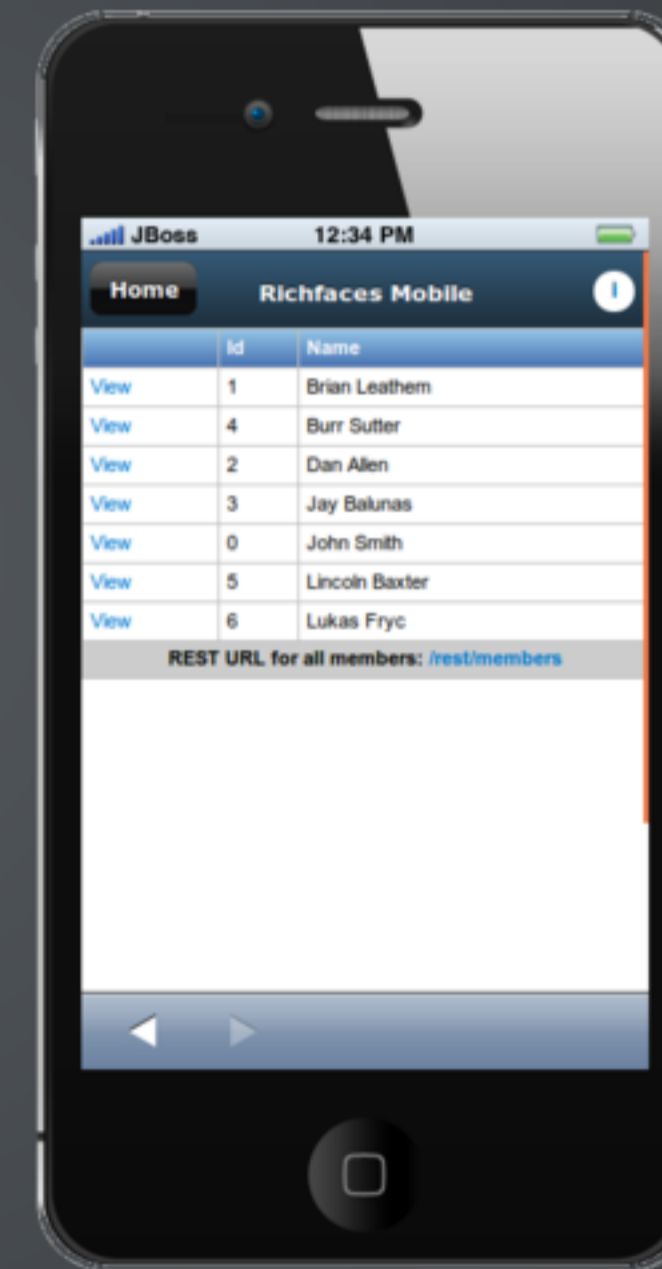 JBoss 12:34 PM
Home Richfaces Mobile I
Id Name
View 1 Brian Leathem
View 4 Burr Sutter
View 2 Dan Allen
View 3 Jay Balunas
View 0 John Smith
View 5 Lincoln Baxter
View 6 Lukas Fryc
REST URL for all members: /rest/members